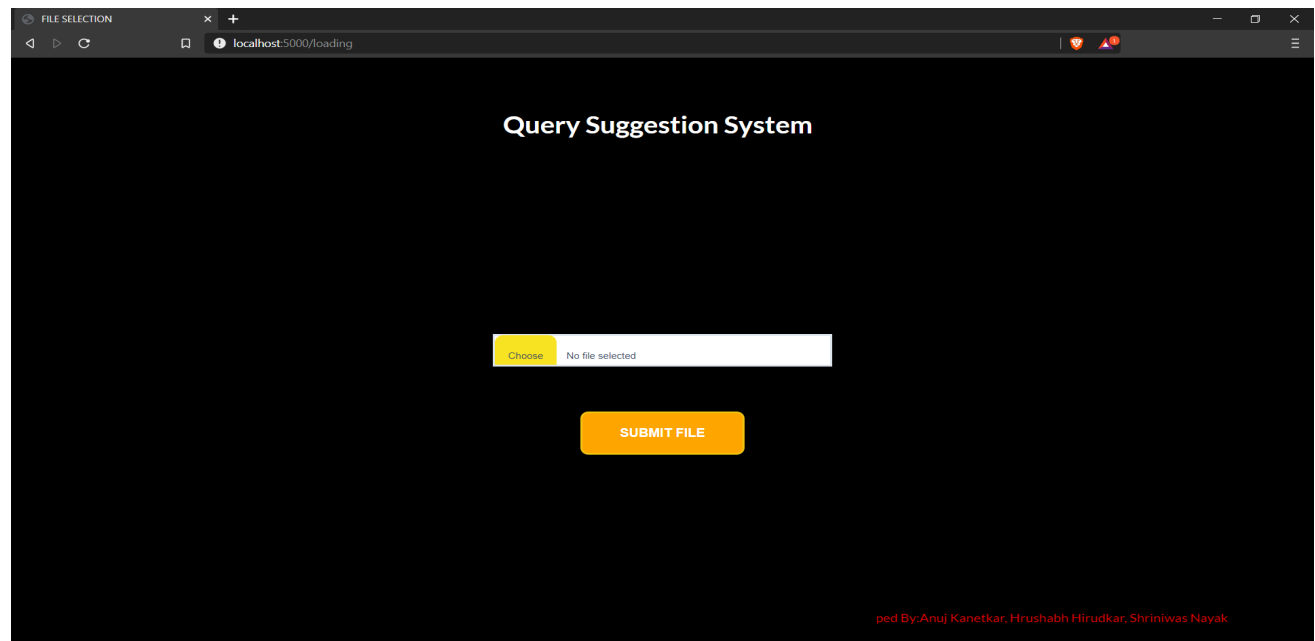 FILE SELECTION
localhost:5000/loading
1
Query Suggestion System
Choose No file selected
SUBMIT FILE
ped By:Anuj Kanetkar, Hrushabh Hirudkar, Shriniwas Nayak